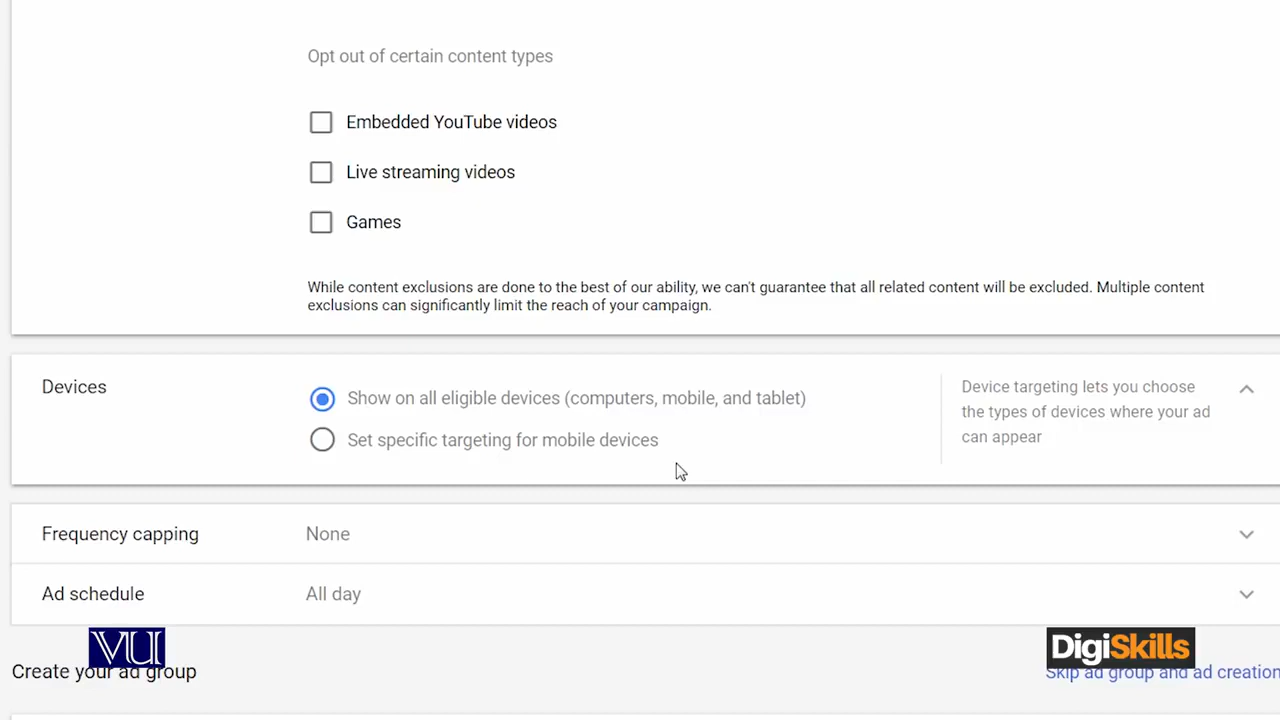 Opt out of certain content types
Embedded YouTube videos
Live streaming videos
Games
While content exclusions are done to the best of our ability, we can't guarantee that all related content will be excluded. Multiple content
exclusions can significantly limit the reach of your campaign.
Devices
Show on all eligible devices (computers, mobile, and tablet)
Set specific targeting for mobile devices
Device targeting lets you choose
the types of devices where your ad
can appear
Frequency capping None
Ad schedule All day
VU
DigiSkills
Create your ad group
Skip ad group and ad creation